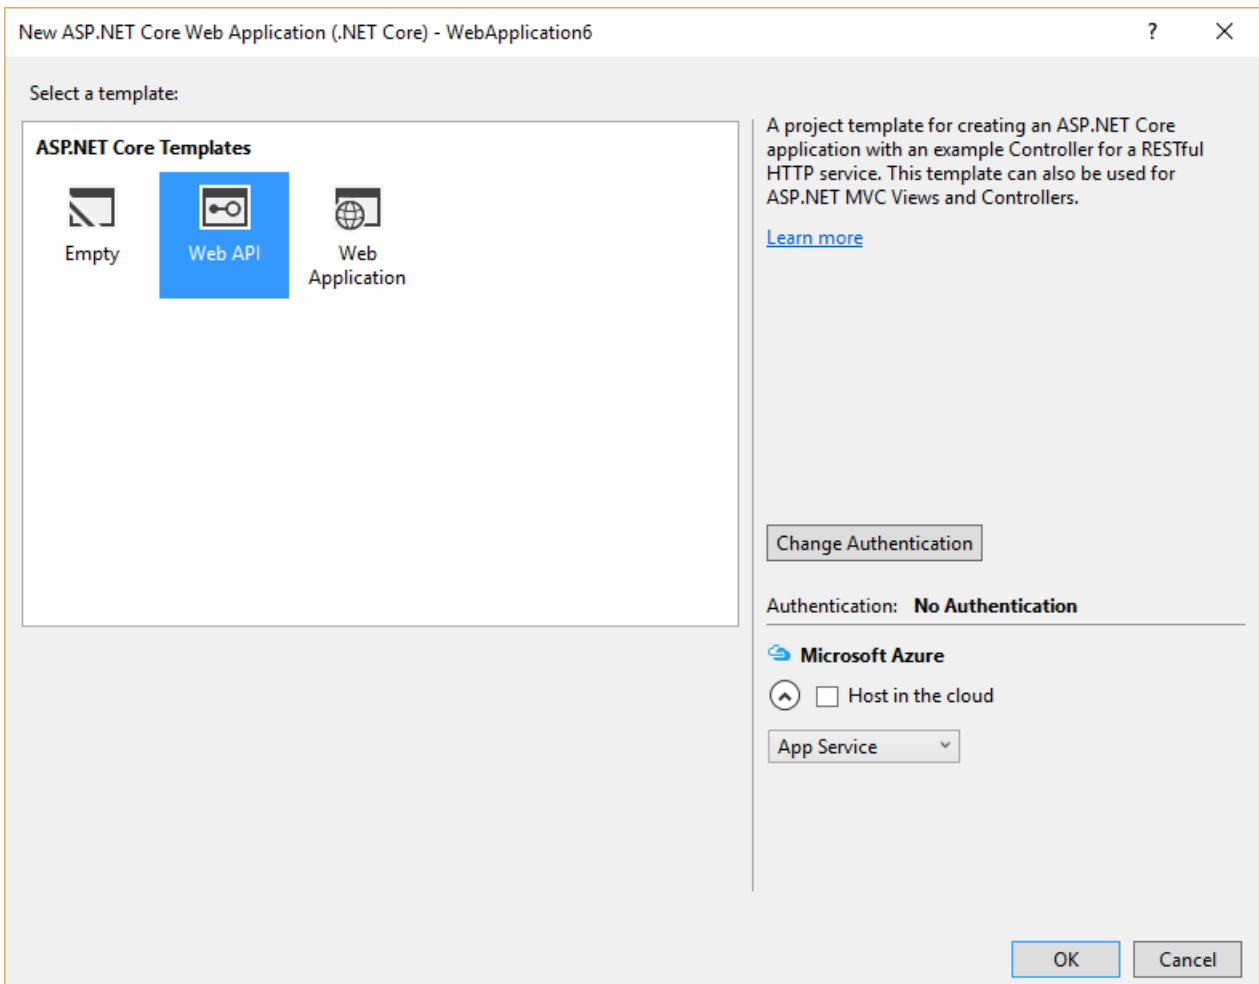 New ASP.NET Core Web Application (.NET Core) - WebApplication6
?
Select a template:
ASP.NET Core Templates
Empty
Web API
Web
Application
A project template for creating an ASP.NET Core
application with an example Controller for a RESTful
HTTP service. This template can also be used for
ASP.NET MVC Views and Controllers.
Learn more
Change Authentication
Authentication: No Authentication
Microsoft Azure
Host in the cloud
App Service
OK
Cancel